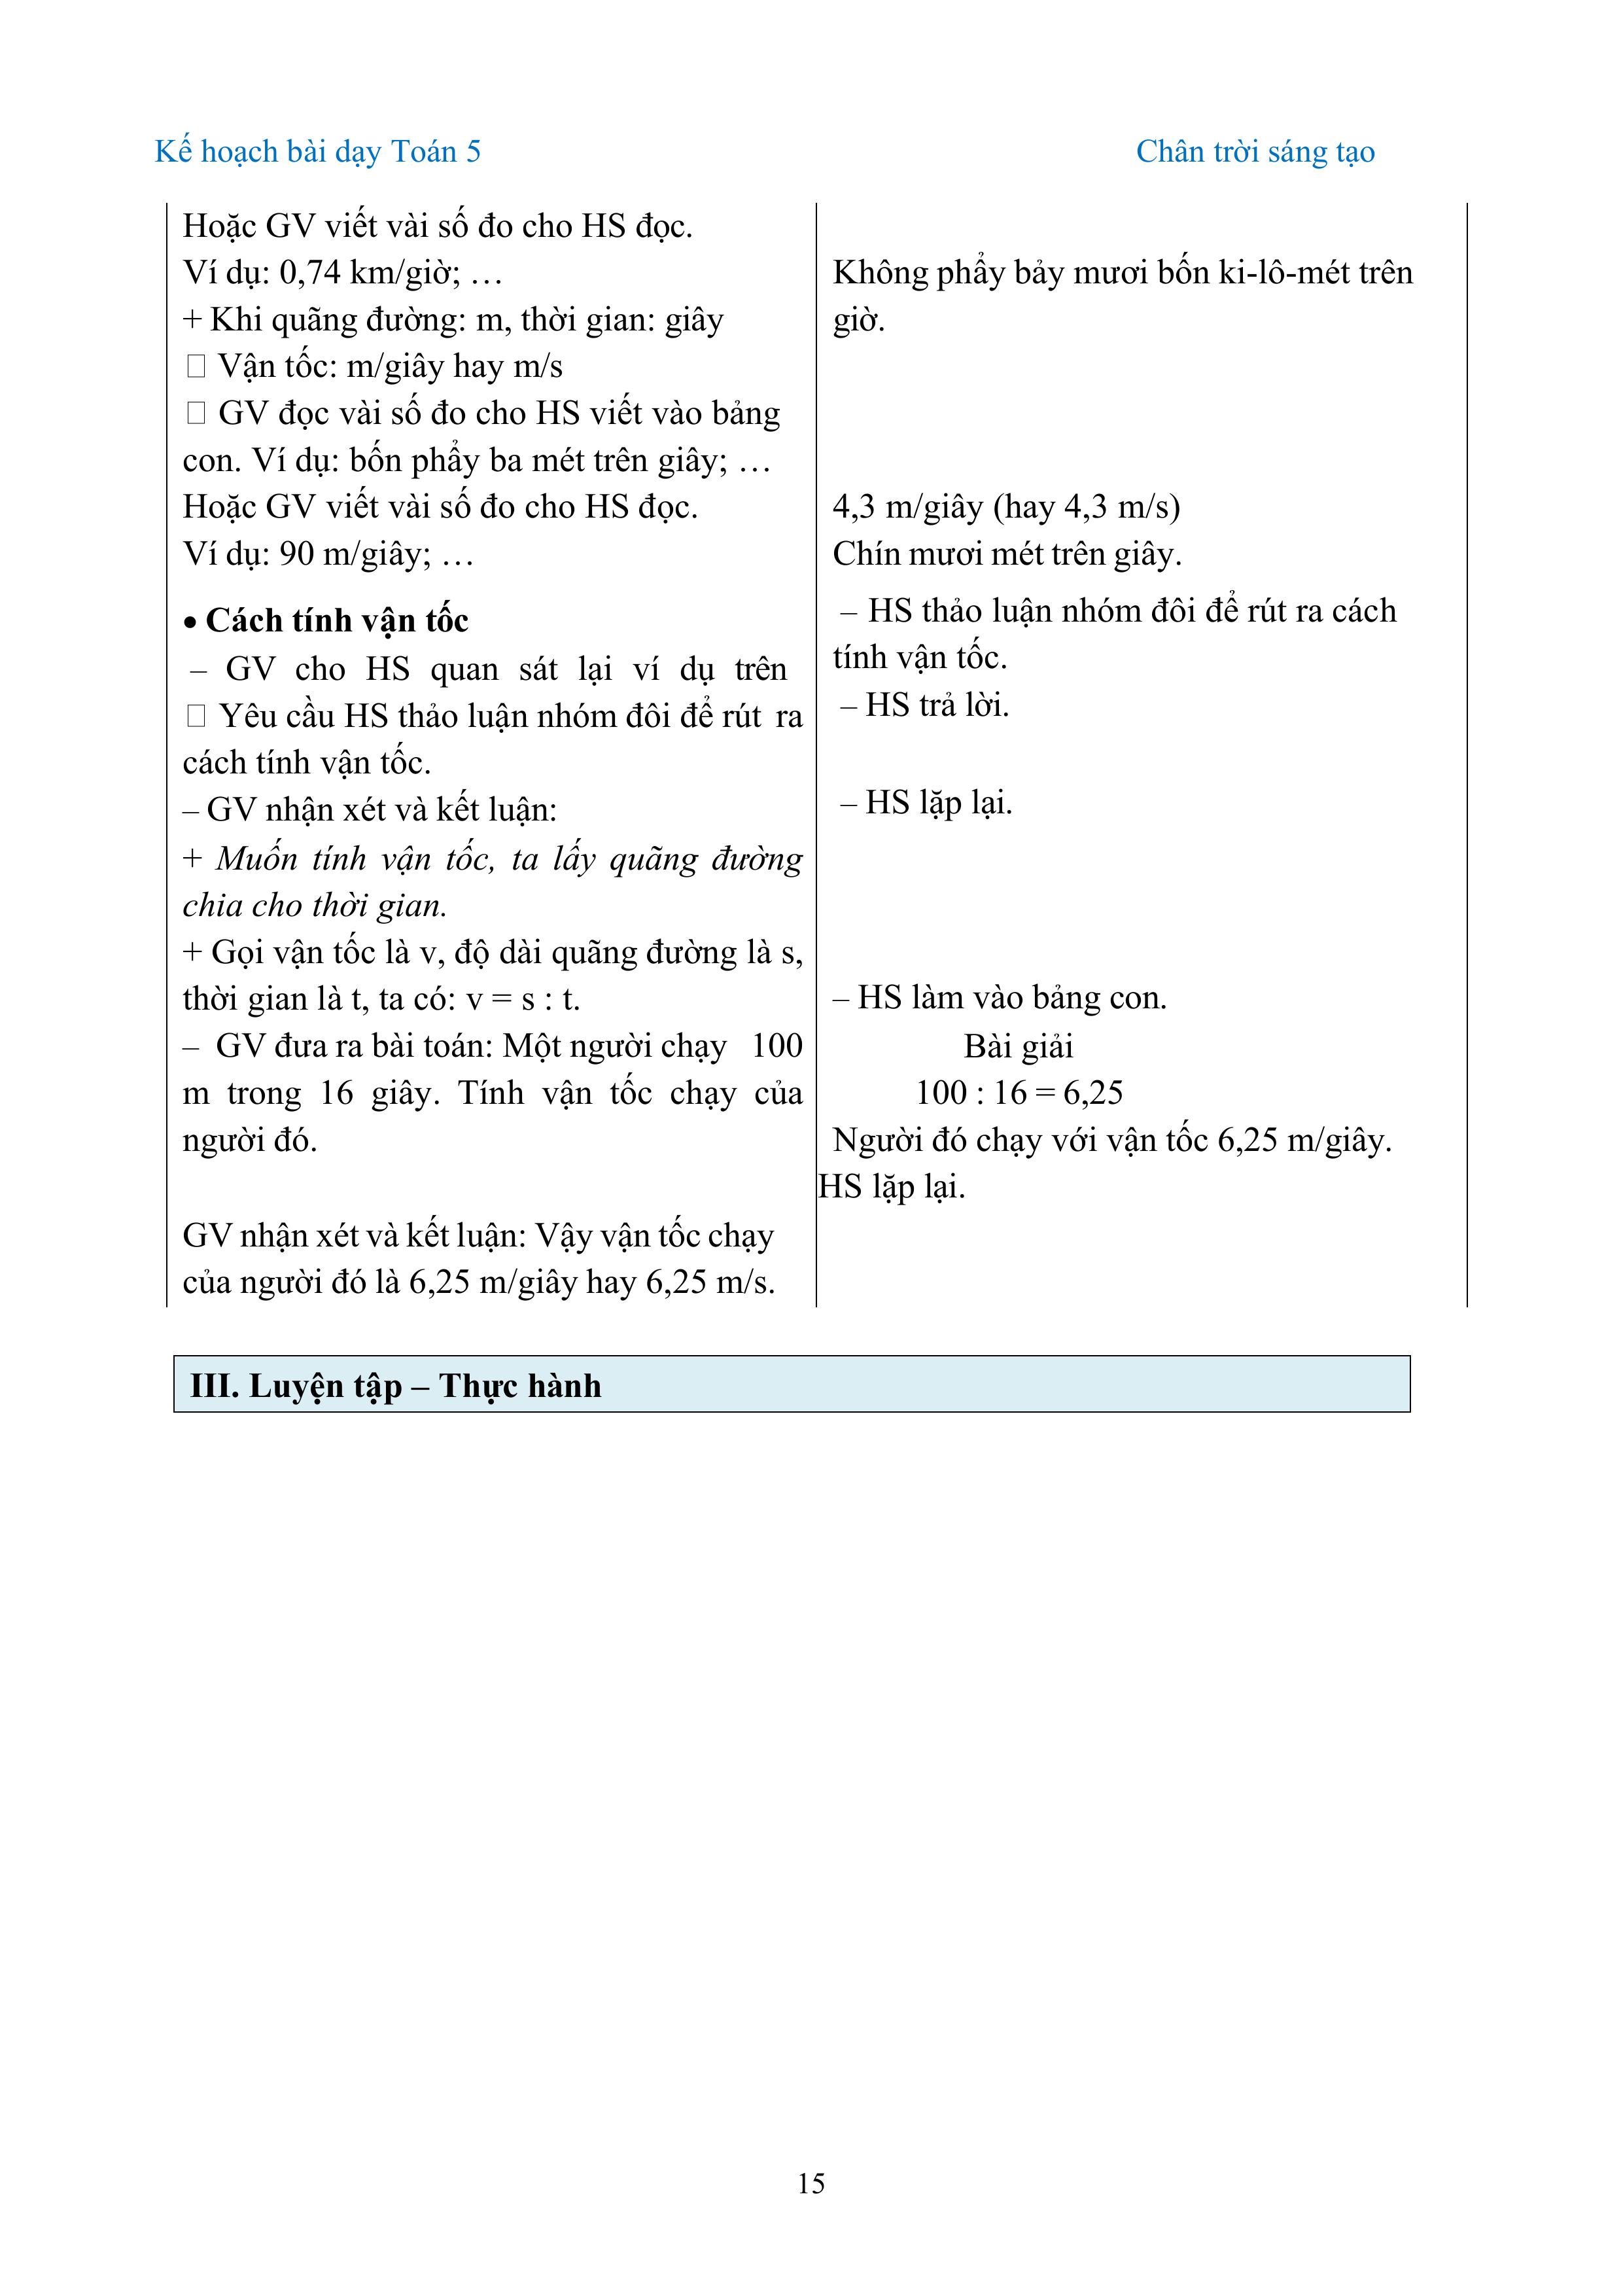 Kế hoạch bài dạy Toán 5
Chân trời sáng tạo
Hoặc GV viết vài số đo cho HS đọc.
Ví dụ: 0,74 km/giờ; …
+ Khi quãng đường: m, thời gian: giây
□ Vận tốc: m/giây hay m/s
□ GV đọc vài số đo cho HS viết vào bảng
con. Ví dụ: bốn phẩy ba mét trên giây; …
Hoặc GV viết vài số đo cho HS đọc.
Ví dụ: 90 m/giây; …
• Cách tính vận tốc
– GV cho HS quan sát lại ví dụ trên
□ Yêu cầu HS thảo luận nhóm đôi để rút ra
cách tính vận tốc.
– GV nhận xét và kết luận:
+ Muốn tính vận tốc, ta lấy quãng đường
chia cho thời gian.
+ Gọi vận tốc là v, độ dài quãng đường là s,
thời gian là t, ta có: v = s : t.
– GV đưa ra bài toán: Một người chạy 100
m trong 16 giây. Tính vận tốc chạy của
người đó.
GV nhận xét và kết luận: Vậy vận tốc chạy
của người đó là 6,25 m/giây hay 6,25 m/s.
Không phẩy bảy mươi bốn ki-lô-mét trên
giờ.
4,3 m/giây (hay 4,3 m/s)
Chín mươi mét trên giây.
– HS thảo luận nhóm đôi để rút ra cách
tính vận tốc.
– HS trả lời.
– HS lặp lại.
– HS làm vào bảng con.
Bài giải
100 : 16 = 6,25
Người đó chạy với vận tốc 6,25 m/giây.
HS lặp lại.
III. Luyện tập – Thực hành
15